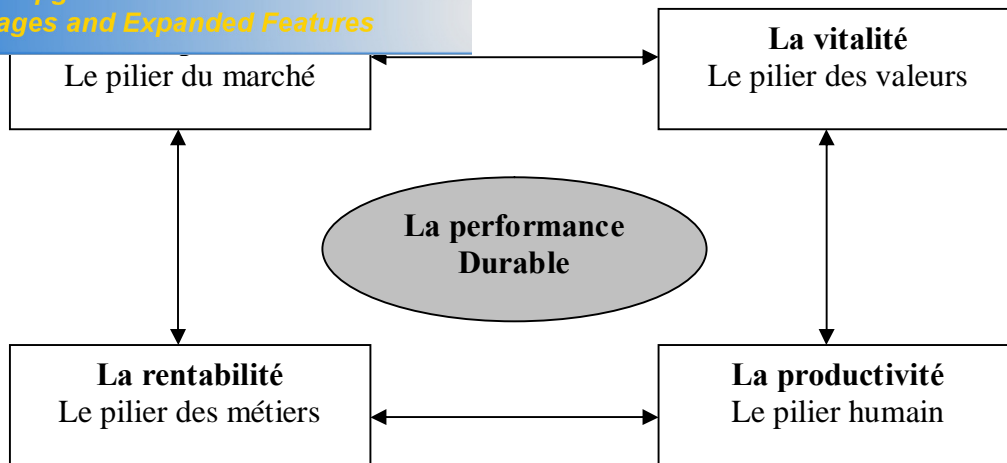 ages and Expanded Features
Le pilier du marché
La vitalité
Le pilier des valeurs
La performance
Durable
La rentabilité
Le pilier des métiers
La productivité
Le pilier humain